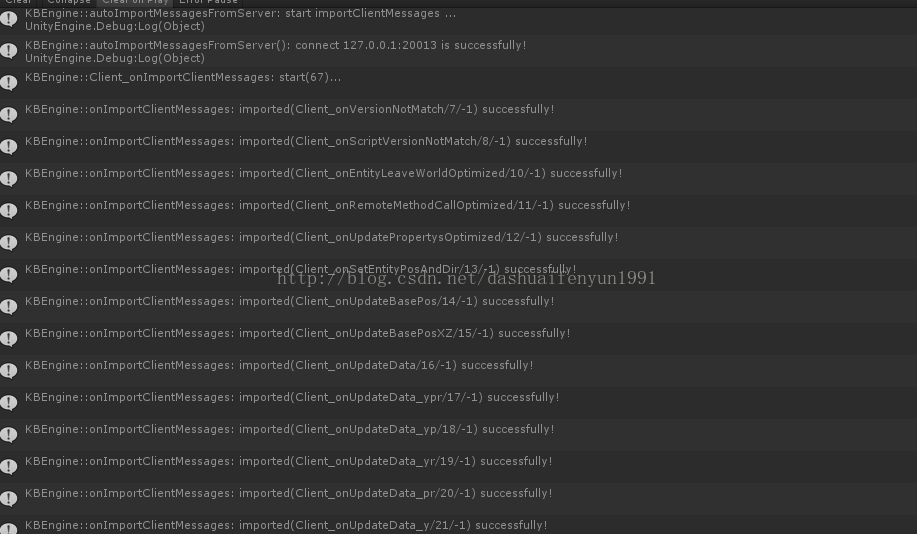 Clear Collapse Clear on Play Error Pause
KBEngine::autoImportMessagesFromServer: start importClientMessages ...
UnityEngine.Debug:Log(Object)
KBEngine::autoImportMessagesFromServer(): connect 127.0.0.1:20013 is successfully!
UnityEngine.Debug:Log(Object)
KBEngine::Client_onImportClientMessages: start(67)...
KBEngine::onImportClientMessages: imported(Client_onVersionNotMatch/7/-1) successfully!
KBEngine::onImportClientMessages: imported(Client_onScriptVersionNotMatch/8/-1) successfully!
KBEngine::onImportClientMessages: imported(Client_onEntityLeaveWorldOptimized/10/-1) successfully!
KBEngine::onImportClientMessages: imported(Client_onRemoteMethodCallOptimized/11/-1) successfully!
KBEngine::onImportClientMessages: imported(Client_onUpdatePropertysOptimized/12/-1) successfully!
KBEngine::onImportClientMessages: imported(Client_onSetEntityPosAndDir/13/-1) successfully!
http://blog.csdn.net/dashuaifenyun1991
KBEngine::onImportClientMessages: imported(Client_onUpdateBasePos/14/-1) successfully!
KBEngine::onImportClientMessages: imported(Client_onUpdateBasePosXZ/15/-1) successfully!
KBEngine::onImportClientMessages: imported(Client_onUpdateData/16/-1) successfully!
KBEngine::onImportClientMessages: imported(Client_onUpdateData_ypr/17/-1) successfully!
KBEngine::onImportClientMessages: imported(Client_onUpdateData_yp/18/-1) successfully!
KBEngine::onImportClientMessages: imported(Client_onUpdateData_yr/19/-1) successfully!
KBEngine::onImportClientMessages: imported(Client_onUpdateData_pr/20/-1) successfully!
KBEngine::onImportClientMessages: imported(Client_onUpdateData_y/21/-1) successfully!